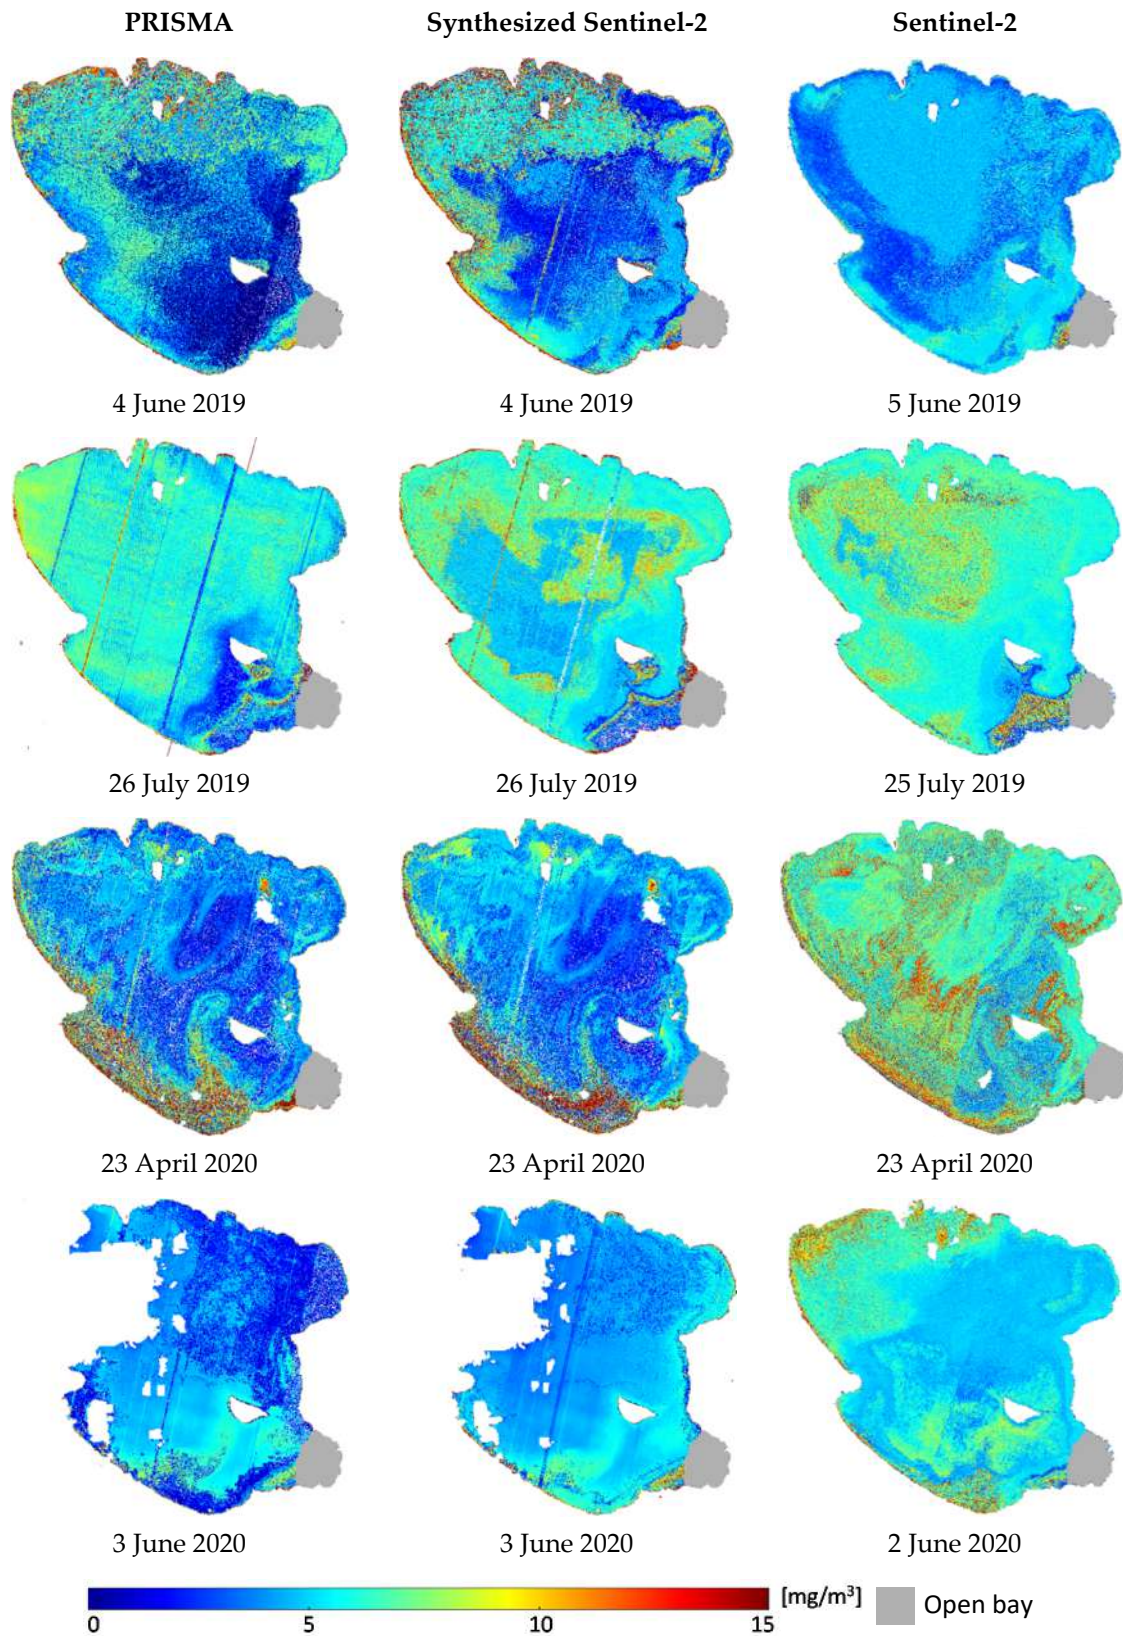 PRISMA Synthesized Sentinel-2 Sentinel-2
4 June 2019 4 June 2019 5 June 2019
26 July 2019 26 July 2019 25 July 2019
23 April 2020 23 April 2020 23 April 2020
3 June 2020 3 June 2020 2 June 2020
[mg/m³] Open bay
0 5 10 15